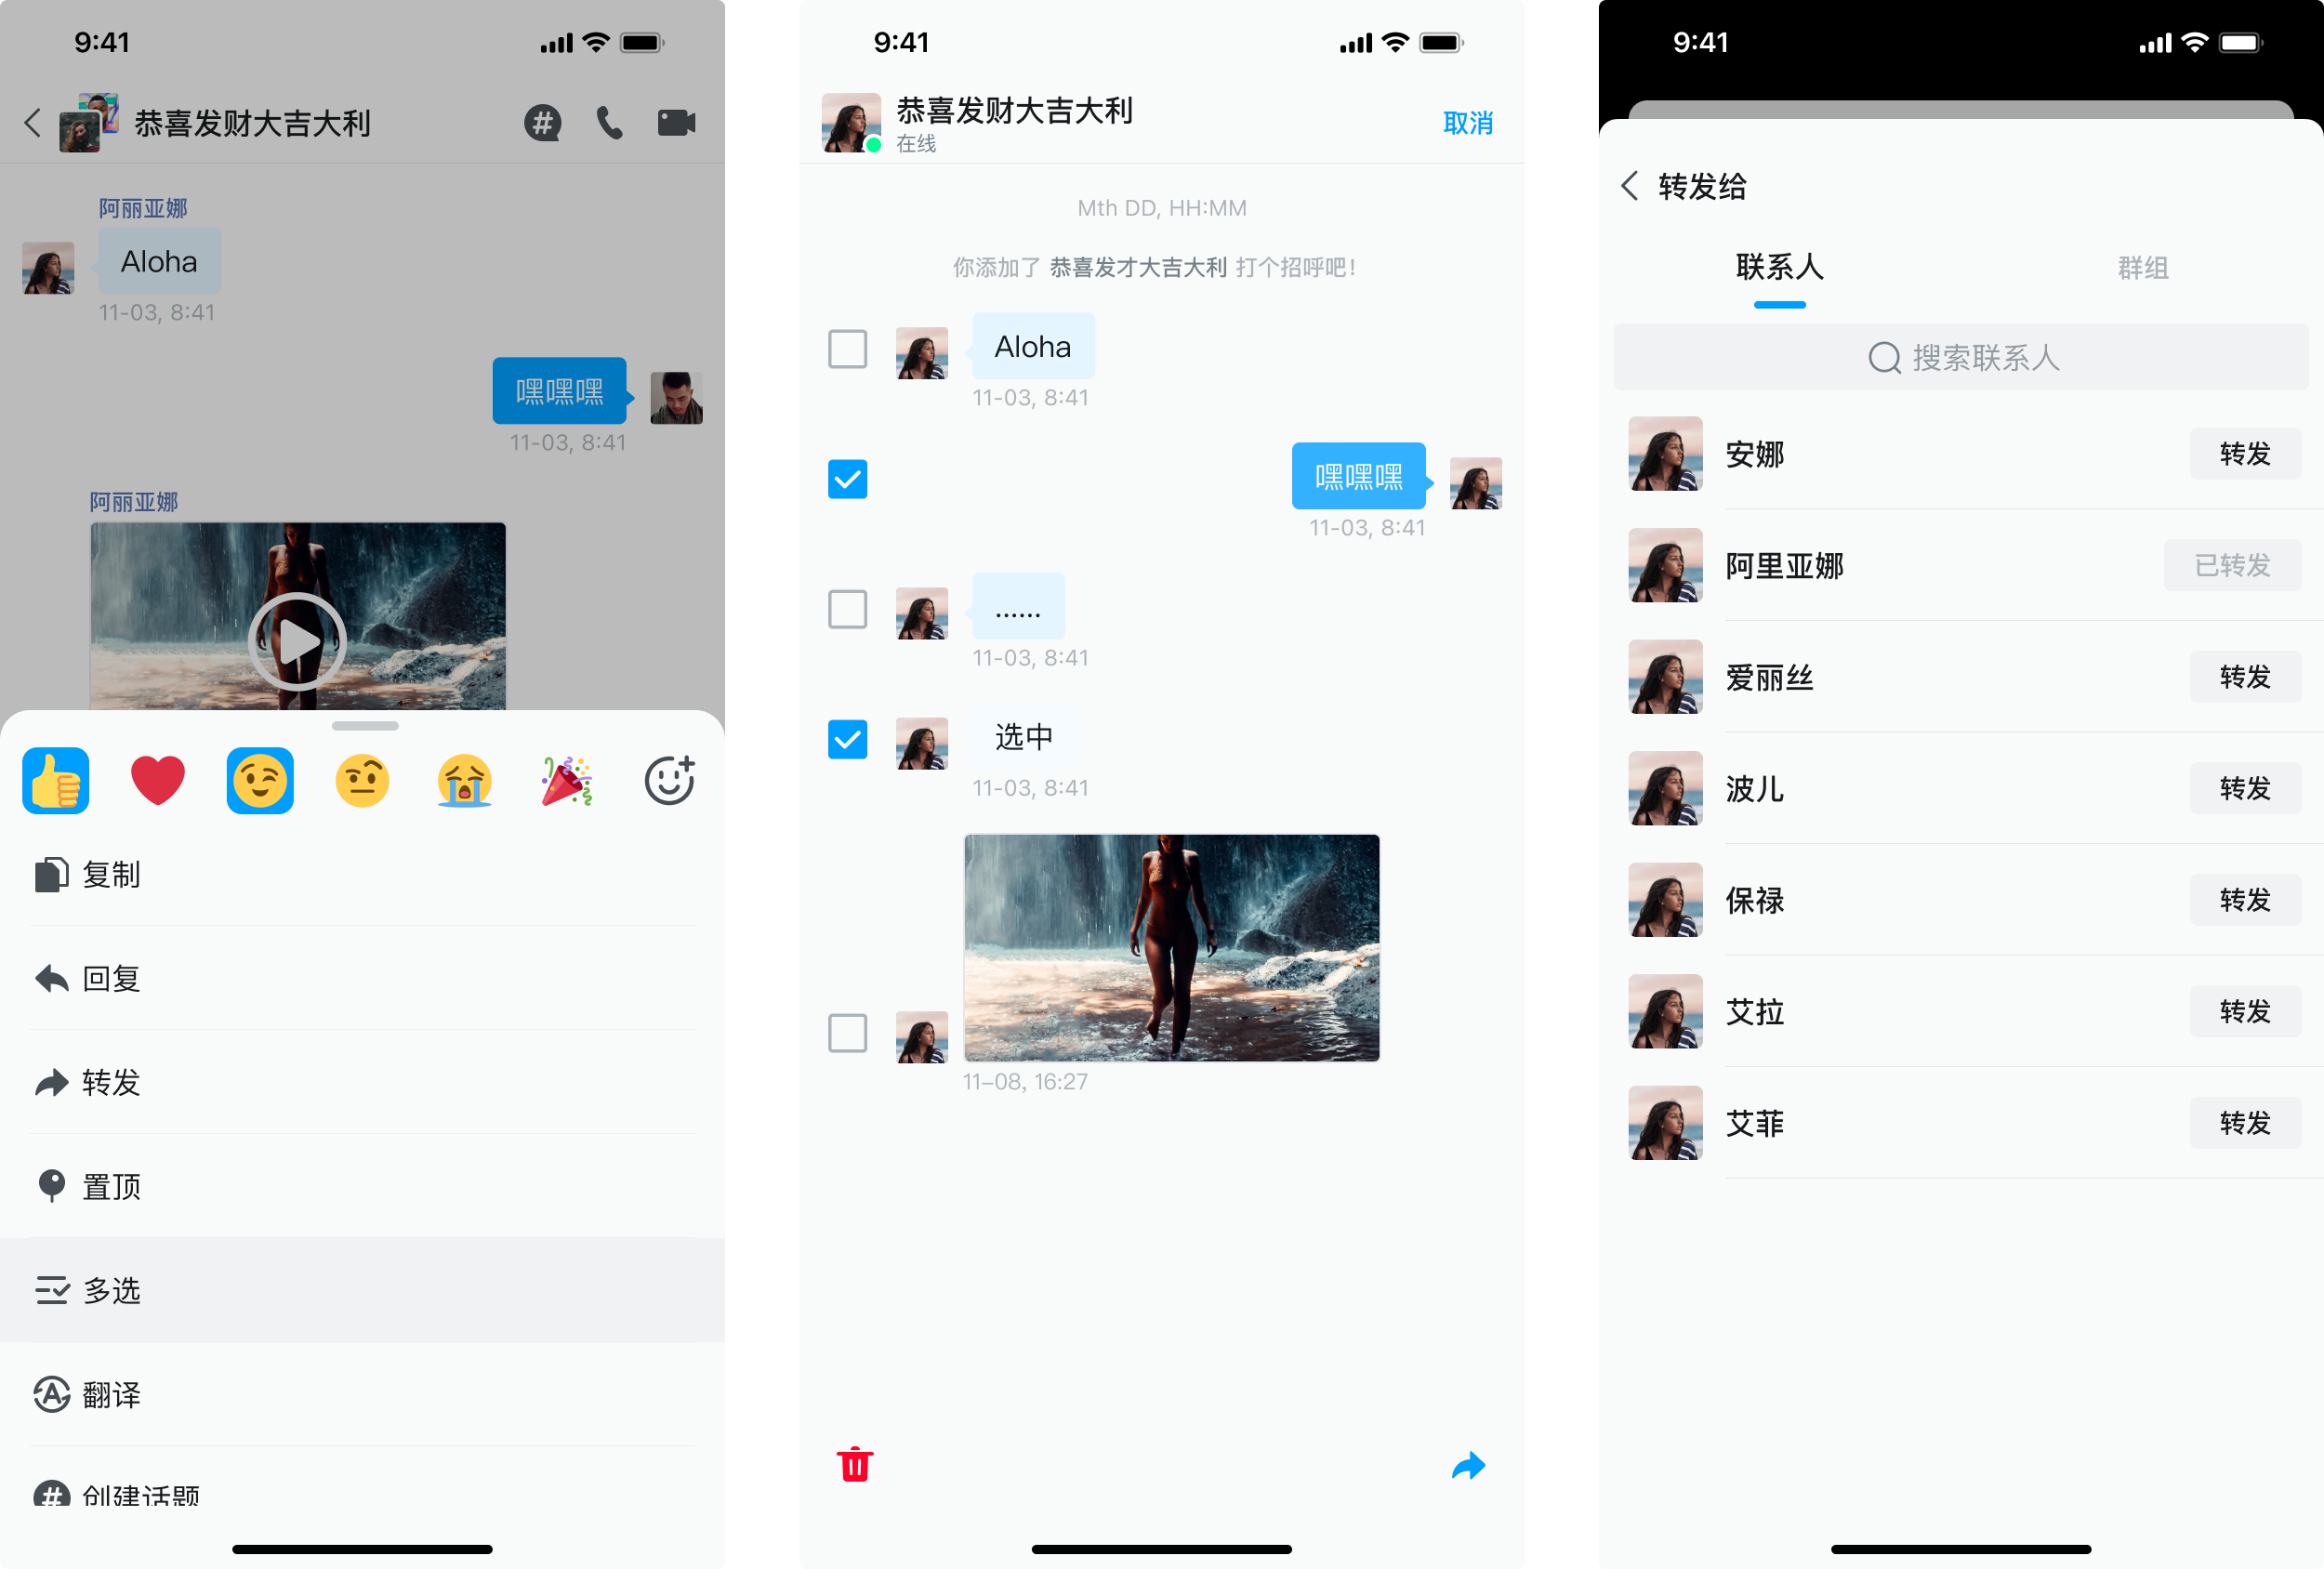 9:41
恭喜发财大吉大利
阿丽亚娜
Aloha
11-03, 8:41
嘿嘿嘿
11-03, 8:41
阿丽亚娜
复制
回复
转发
置顶
多选
翻译
创建话题
9:41
恭喜发财大吉大利
在线
取消
Mth DD, HH:MM
你添加了 恭喜发才大吉大利 打个招呼吧!
Aloha
11-03, 8:41
嘿嘿嘿
11-03, 8:41
......
11-03, 8:41
选中
11-03, 8:41
11–08, 16:27
9:41
转发给
联系人 群组
搜索联系人
安娜 转发
阿里亚娜 已转发
爱丽丝 转发
波儿 转发
保禄 转发
艾拉 转发
艾菲 转发